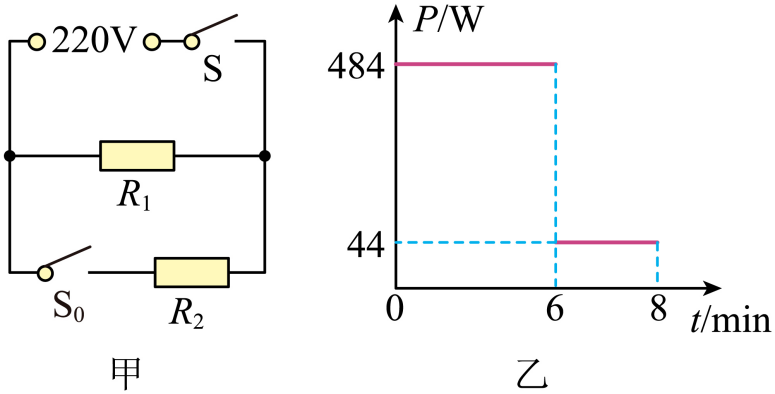 220V
S
R₁
S₀
R₂
甲
P/W
484
44
0
6
8
t/min
乙